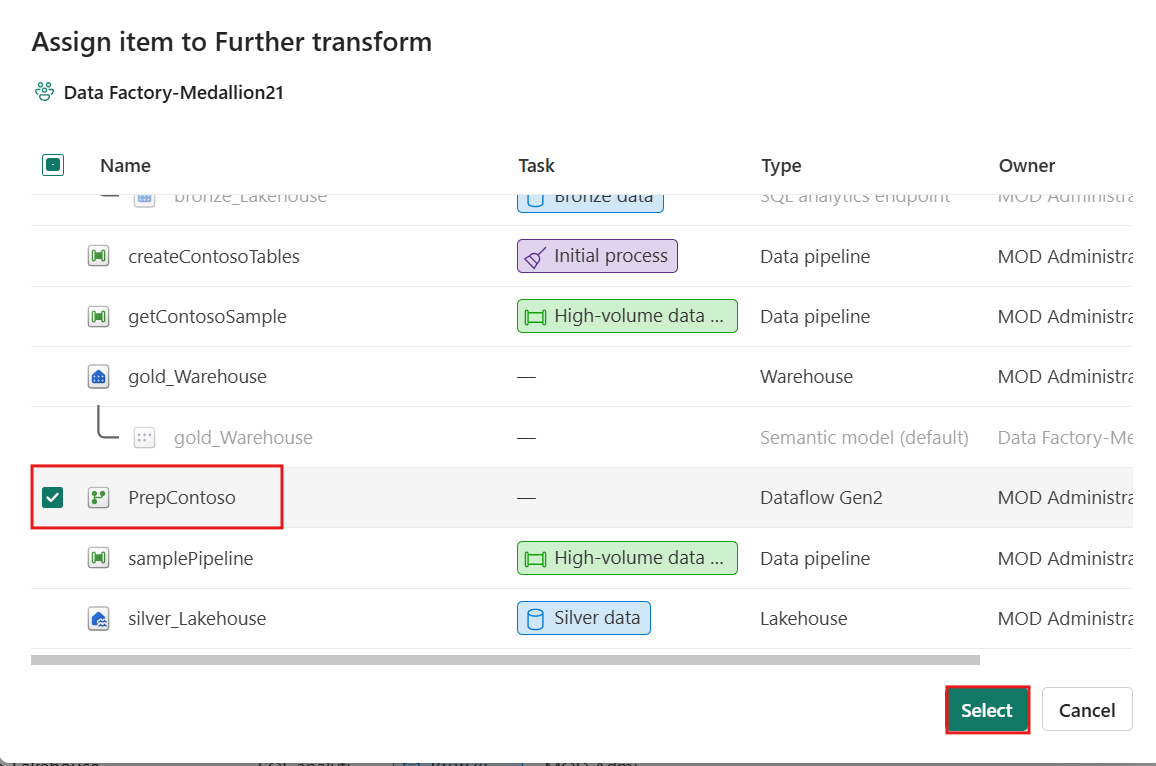 Assign item to Further transform
Data Factory-Medallion21
Name Task Type Owner
bronze_Lakehouse Bronze data SQL analytics endpoint MOD Administra
createContosoTables Initial process Data pipeline MOD Administra
getContosoSample High-volume data ... Data pipeline MOD Administra
gold_Warehouse — Warehouse MOD Administra
gold_Warehouse — Semantic model (default) Data Factory-Me
PrepContoso — Dataflow Gen2 MOD Administra
samplePipeline High-volume data ... Data pipeline MOD Administra
silver_Lakehouse Silver data Lakehouse MOD Administra
Select Cancel